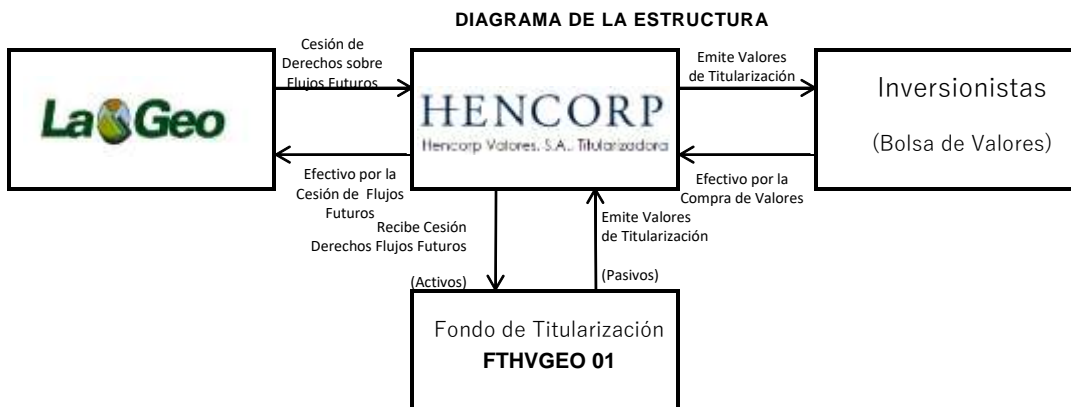 DIAGRAMA DE LA ESTRUCTURA
Cesión de
Derechos sobre
Flujos Futuros
Emite Valores
de Titularización
LaGeo
HENCORP
Hencorp Valores, S.A., Titularizadora
Inversionistas
(Bolsa de Valores)
Efectivo por la
Cesión de Flujos
Futuros
Efectivo por la
Compra de Valores
Recibe Cesión
Derechos Flujos Futuros
Emite Valores
de Titularización
(Activos)
(Pasivos)
Fondo de Titularización
FTHVGEO 01